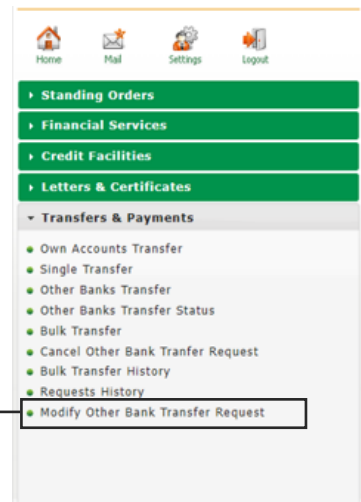 Home Mail Settings Logout
Standing Orders
Financial Services
Credit Facilities
Letters & Certificates
Transfers & Payments
Own Accounts Transfer
Single Transfer
Other Banks Transfer
Other Banks Transfer Status
Bulk Transfer
Cancel Other Bank Tranfer Request
Bulk Transfer History
Requests History
Modify Other Bank Transfer Request